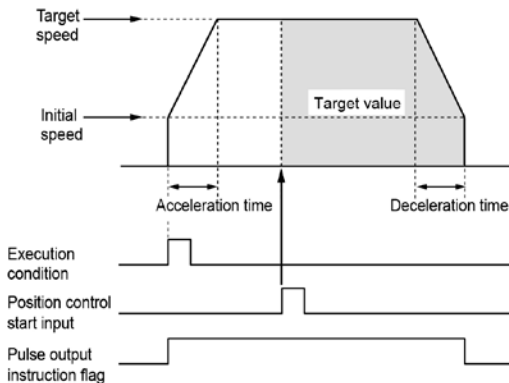 Target
speed
Initial
speed
Target value
Acceleration time
Deceleration time
Execution
condition
Position control
start input
Pulse output
instruction flag